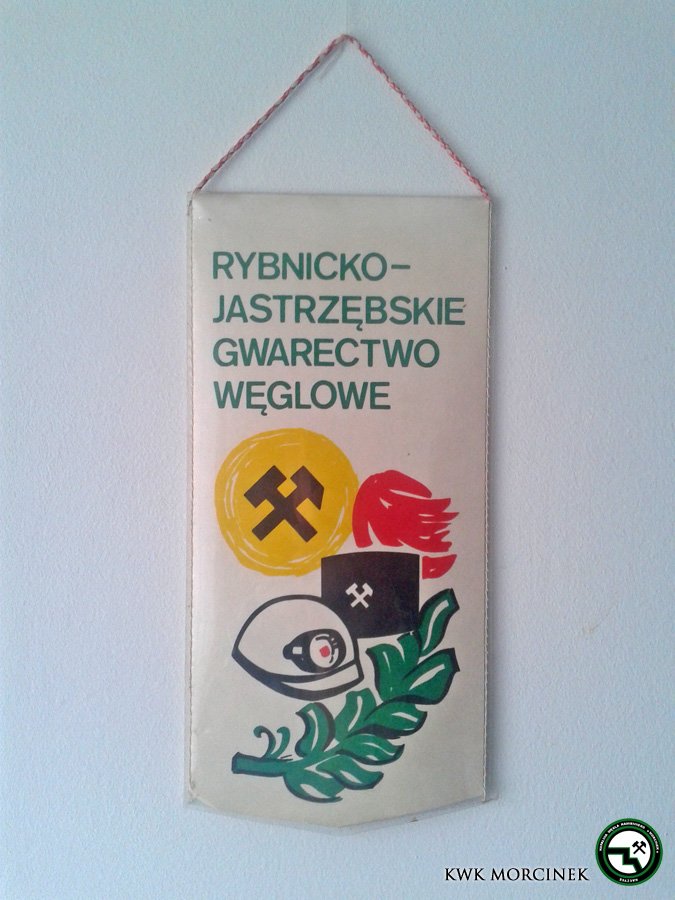 RYBNICKO-
JASTRZĘBSKIE
GWARECTWO
WĘGLOWE
KWK MORCINEK